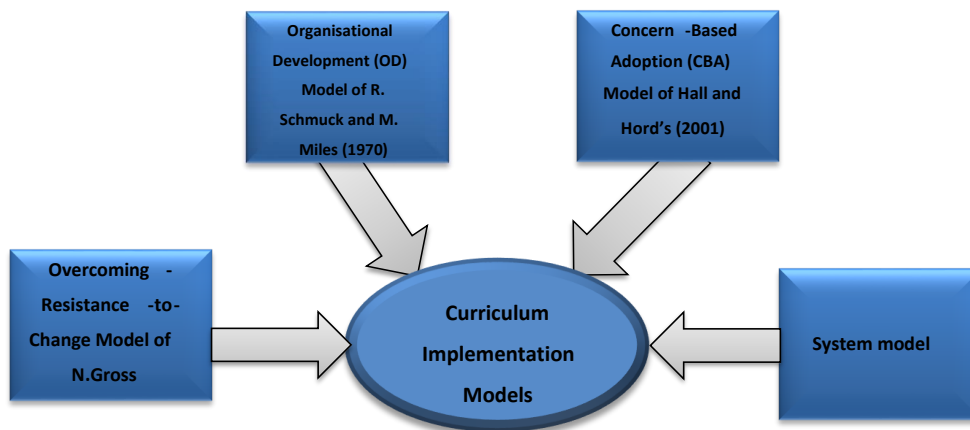 Organisational
Development (OD)
Model of R.
Schmuck and M.
Miles (1970)
Concern -Based
Adoption (CBA)
Model of Hall and
Hord's (2001)
Overcoming -
Resistance -to-
Change Model of
N.Gross
Curriculum
Implementation
Models
System model